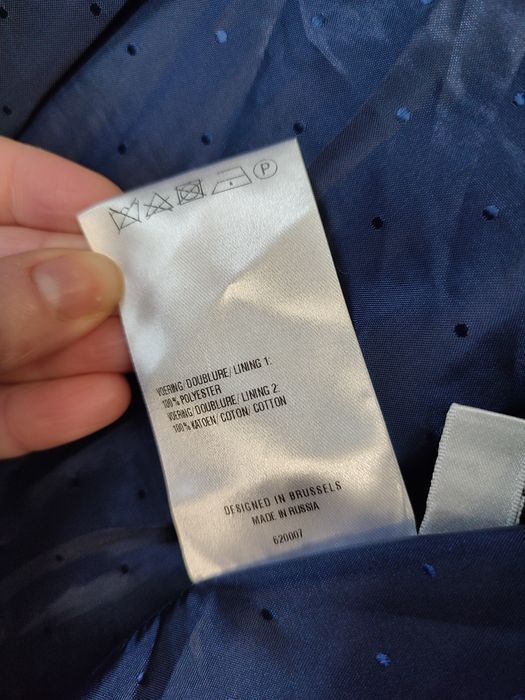 P
VOERING/DOUBLURE/LINING 1:
100% POLYESTER
VOERING/DOUBLURE/LINING 2:
100% KATOEN/COTON/COTTON
DESIGNED IN BRUSSELS
MADE IN RUSSIA
620007